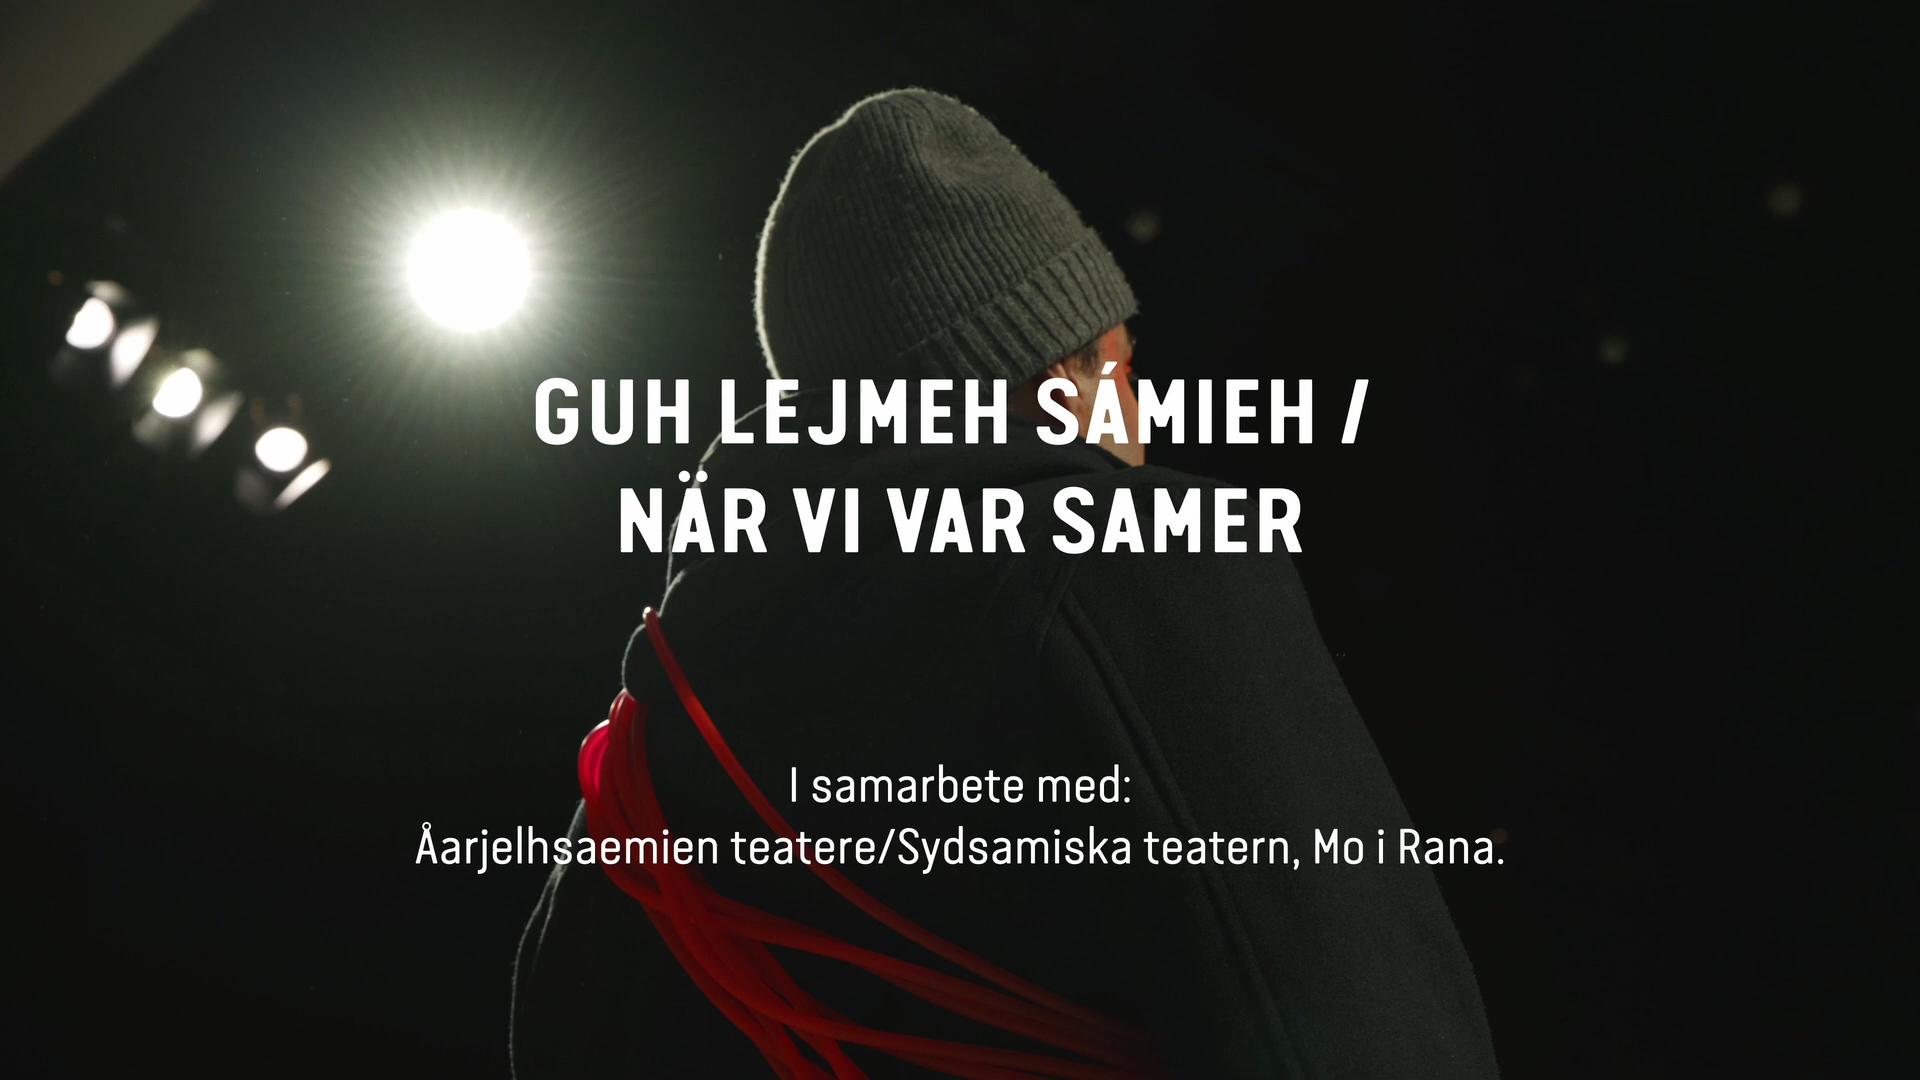 GUH LEJMEH SÁMIEH /
NÄR VI VAR SAMER
I samarbete med:
Åarjelhsaemien teatere/Sydsamiska teatern, Mo i Rana.